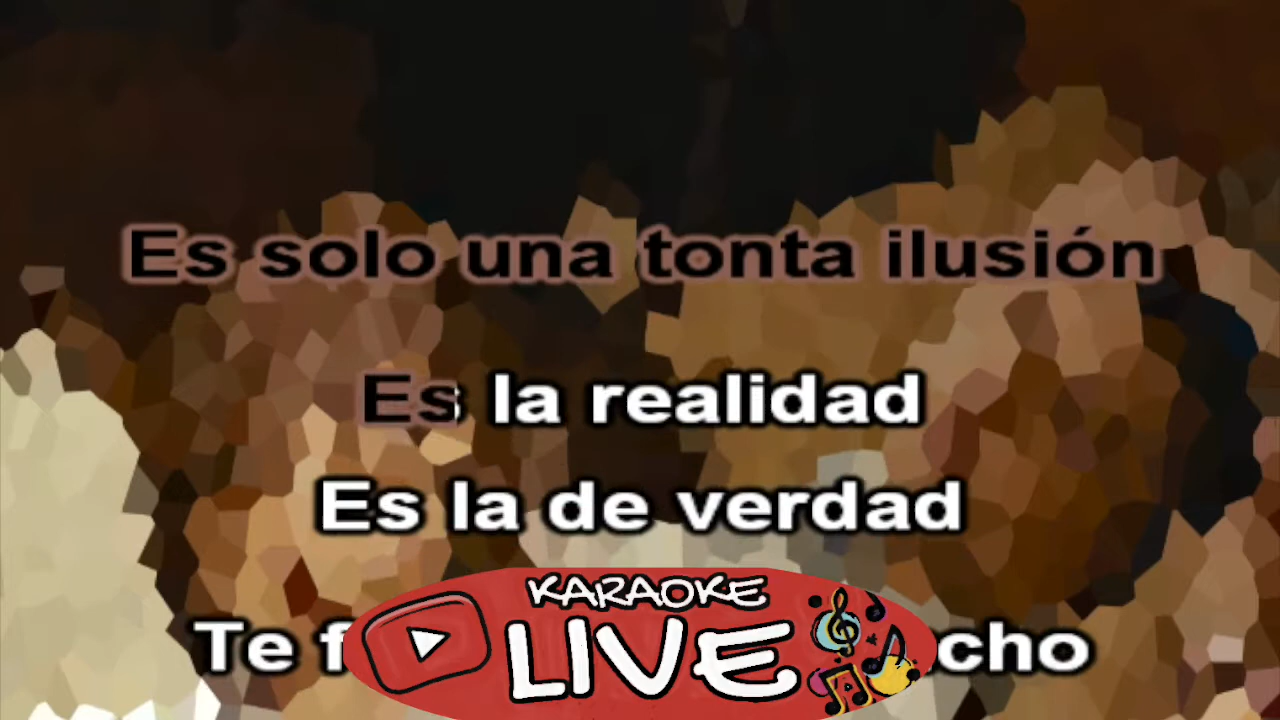 Es solo una tonta ilusión
Es la realidad
Es la de verdad
Te f
cho
KARAOKE
LIVE